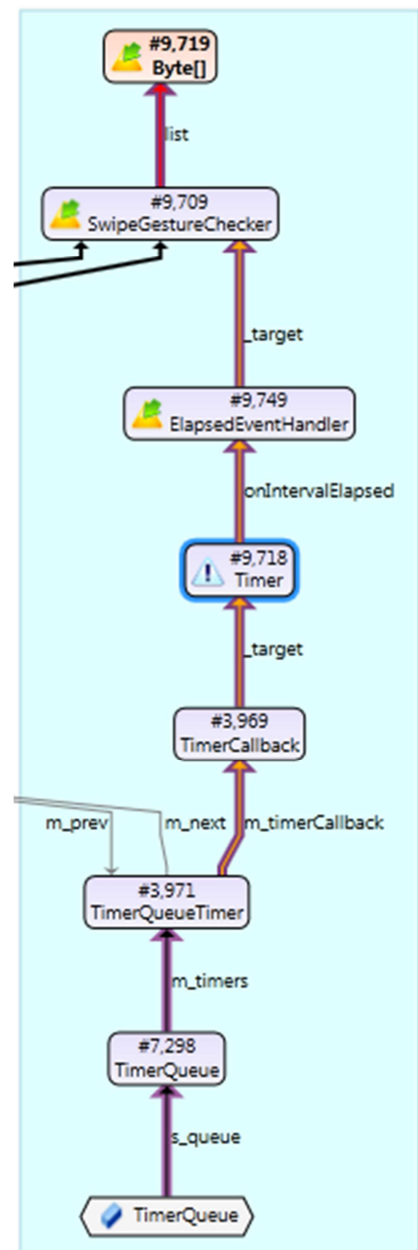 #9,719
Byte[]
list
#9,709
SwipeGestureChecker
_target
#9,749
ElapsedEventHandler
onIntervalElapsed
#9,718
Timer
_target
#3,969
TimerCallback
m_prev
m_next
m_timerCallback
#3,971
TimerQueueTimer
m_timers
#7,298
TimerQueue
s_queue
TimerQueue